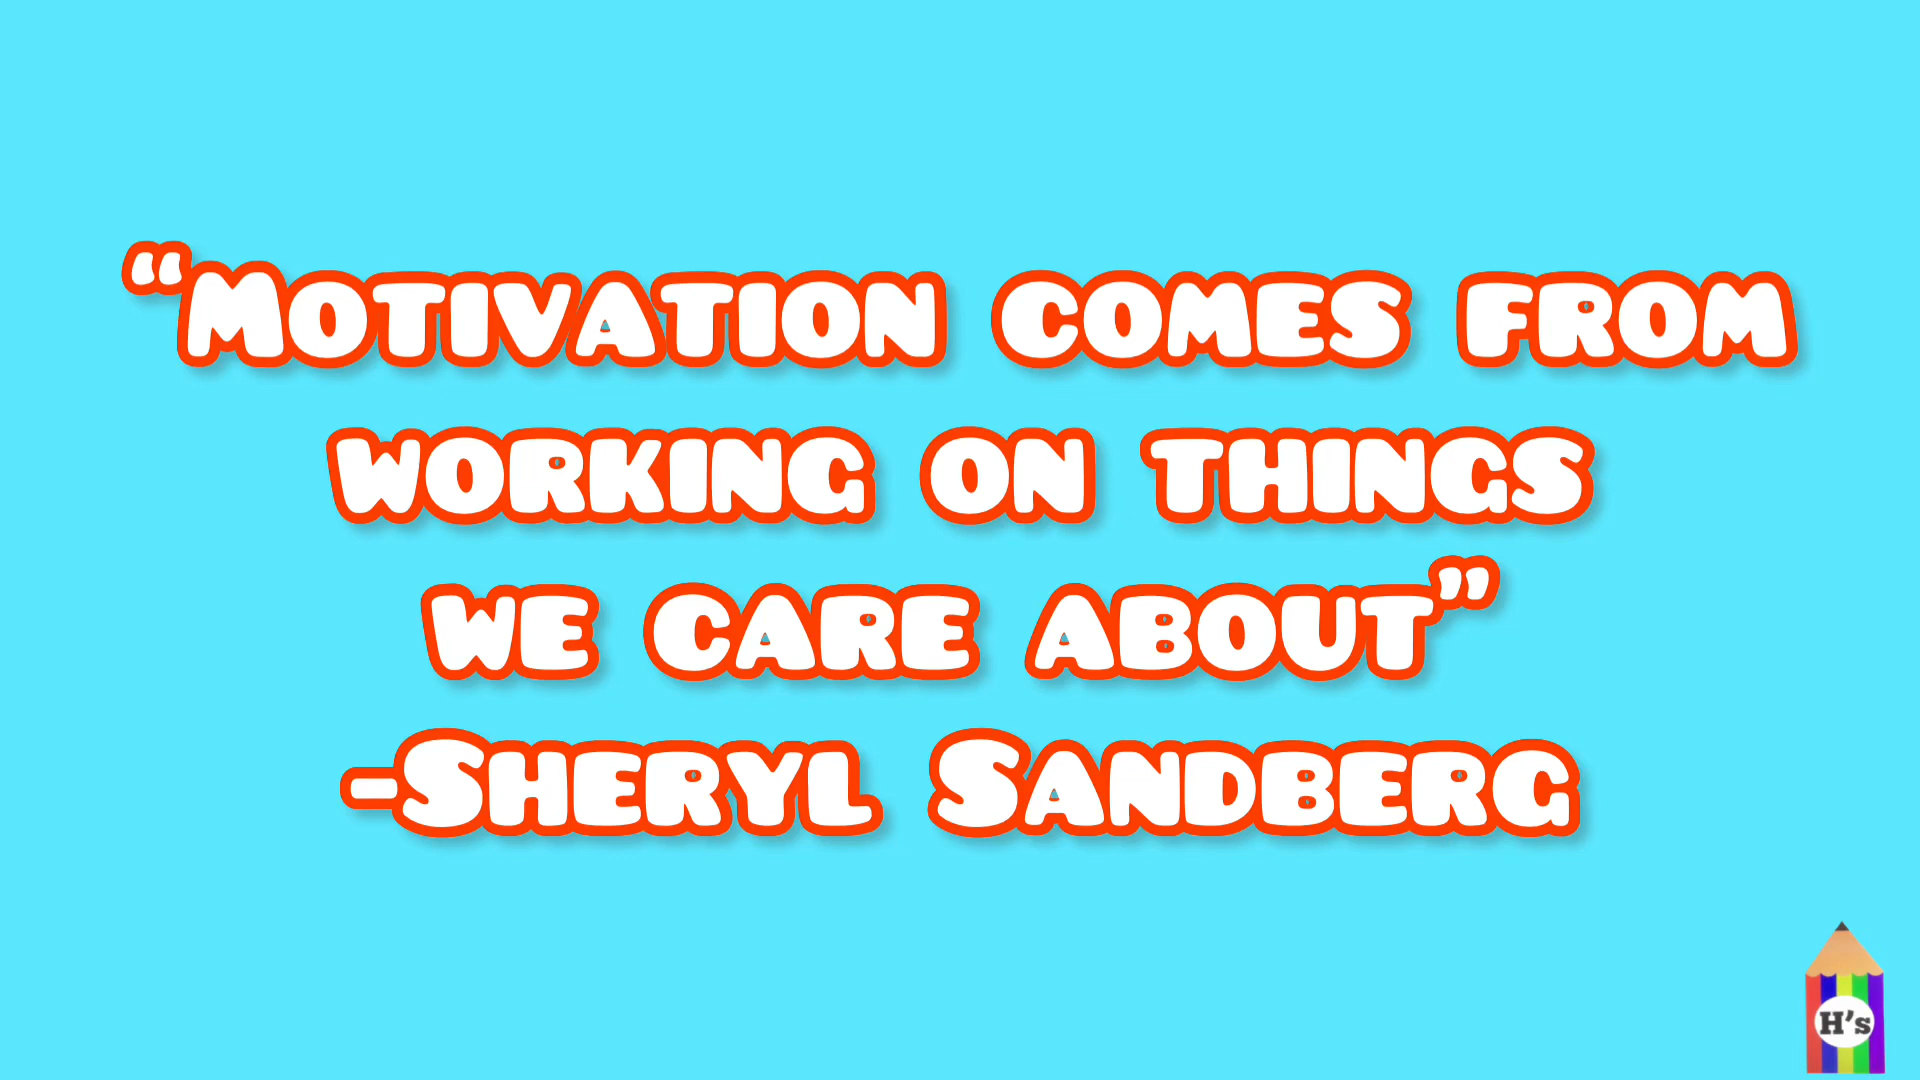 “Motivation comes from
working on things
we care about”
-Sheryl Sandberg
H's